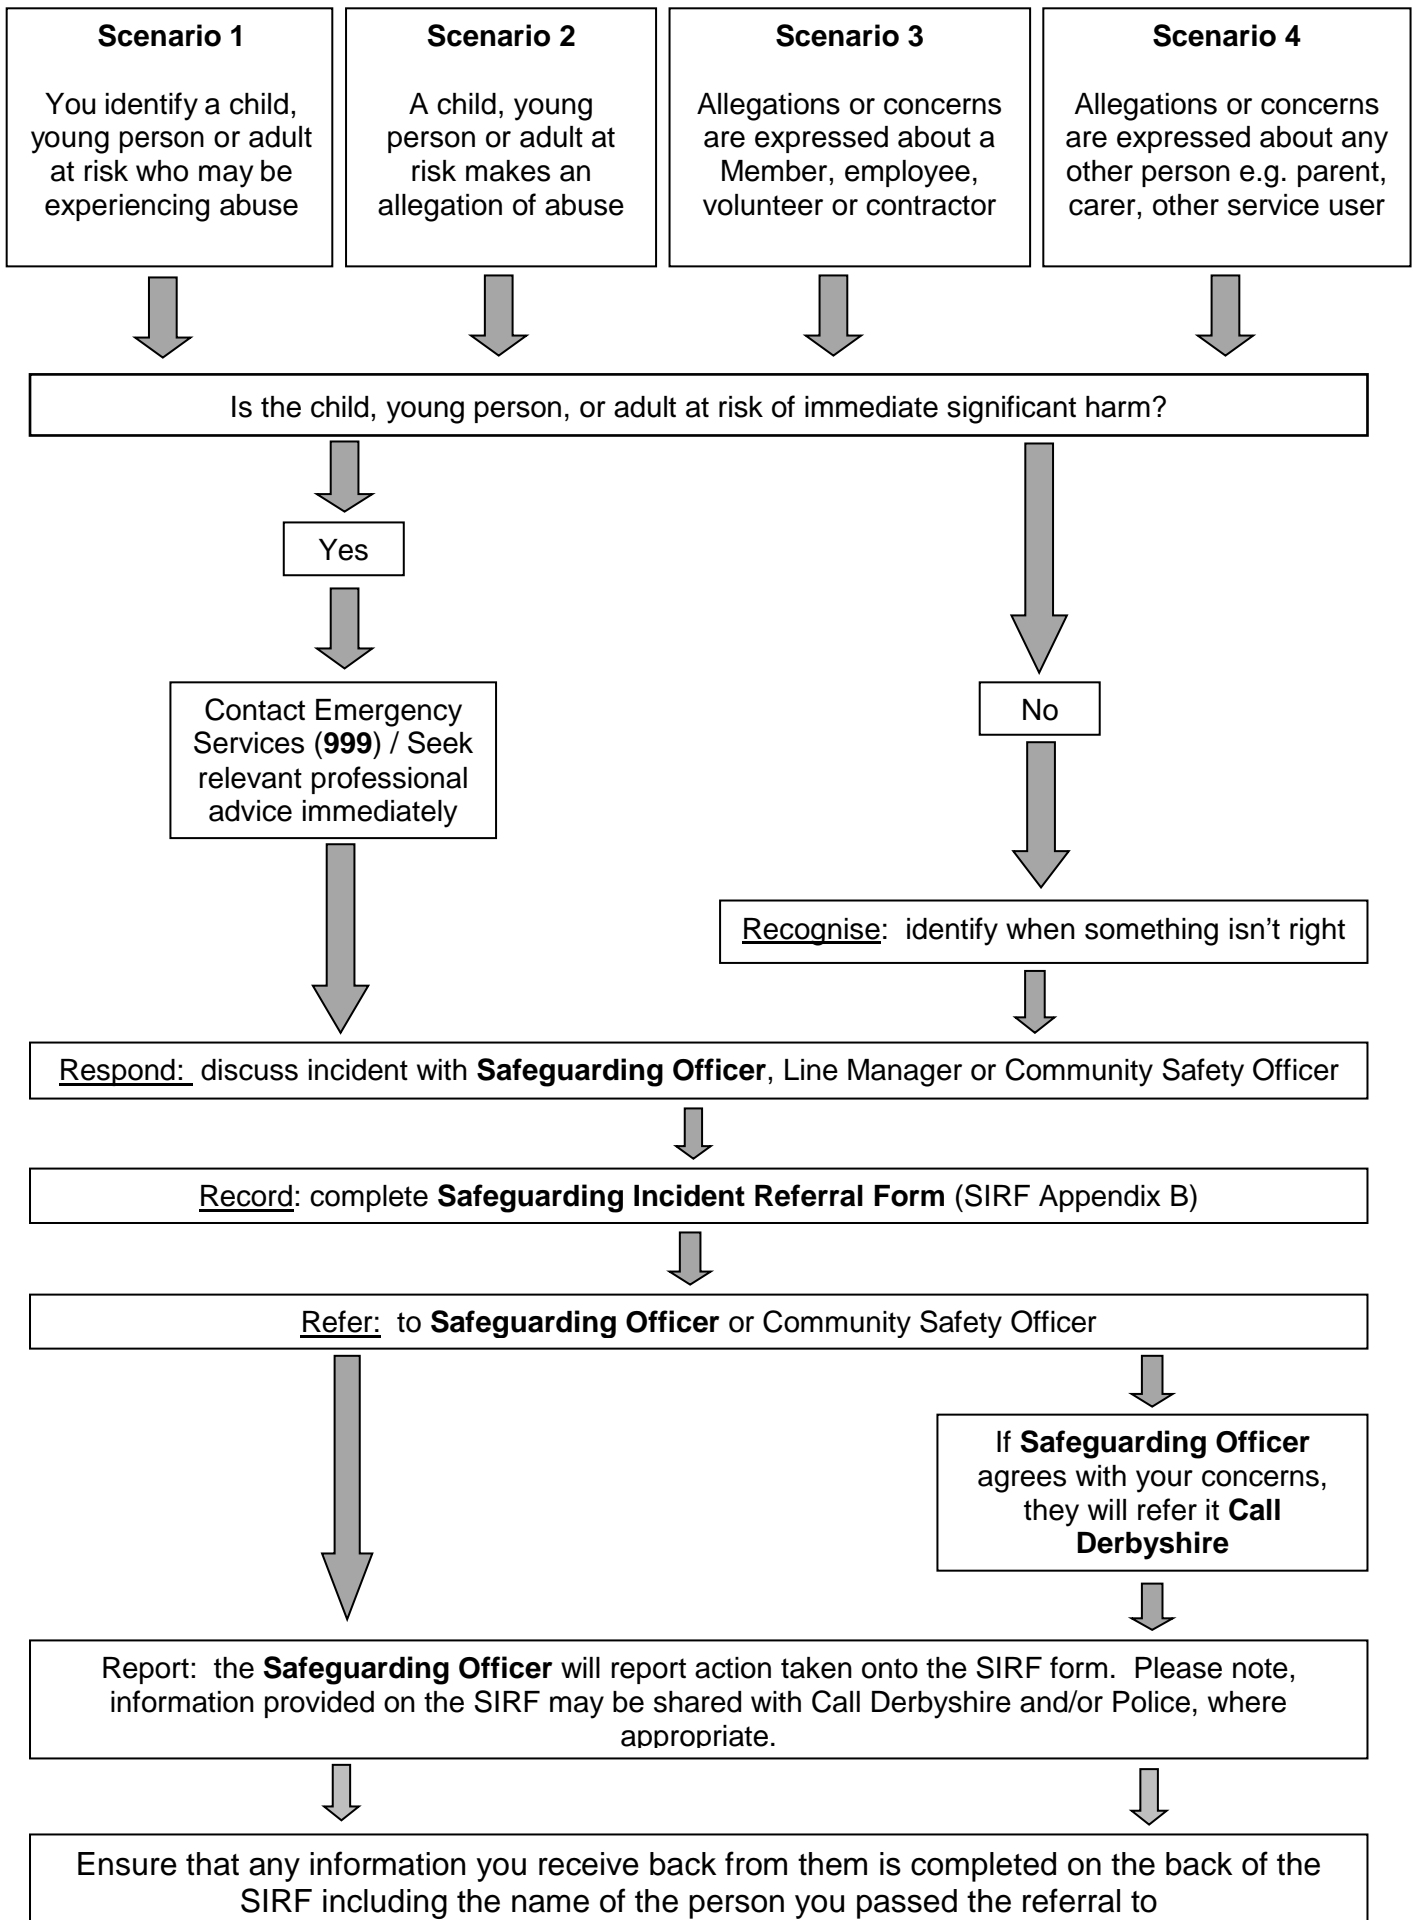 Scenario 1
You identify a child,
young person or adult
at risk who may be
experiencing abuse
Scenario 2
A child, young
person or adult at
risk makes an
allegation of abuse
Scenario 3
Allegations or concerns
are expressed about a
Member, employee,
volunteer or contractor
Scenario 4
Allegations or concerns
are expressed about any
other person e.g. parent,
carer, other service user
Is the child, young person, or adult at risk of immediate significant harm?
Yes
Contact Emergency
Services (999) / Seek
relevant professional
advice immediately
No
Recognise: identify when something isn't right
Respond: discuss incident with Safeguarding Officer, Line Manager or Community Safety Officer
Record: complete Safeguarding Incident Referral Form (SIRF Appendix B)
Refer: to Safeguarding Officer or Community Safety Officer
If Safeguarding Officer
agrees with your concerns,
they will refer it Call
Derbyshire
Report: the Safeguarding Officer will report action taken onto the SIRF form. Please note,
information provided on the SIRF may be shared with Call Derbyshire and/or Police, where
appropriate.
Ensure that any information you receive back from them is completed on the back of the
SIRF including the name of the person you passed the referral to